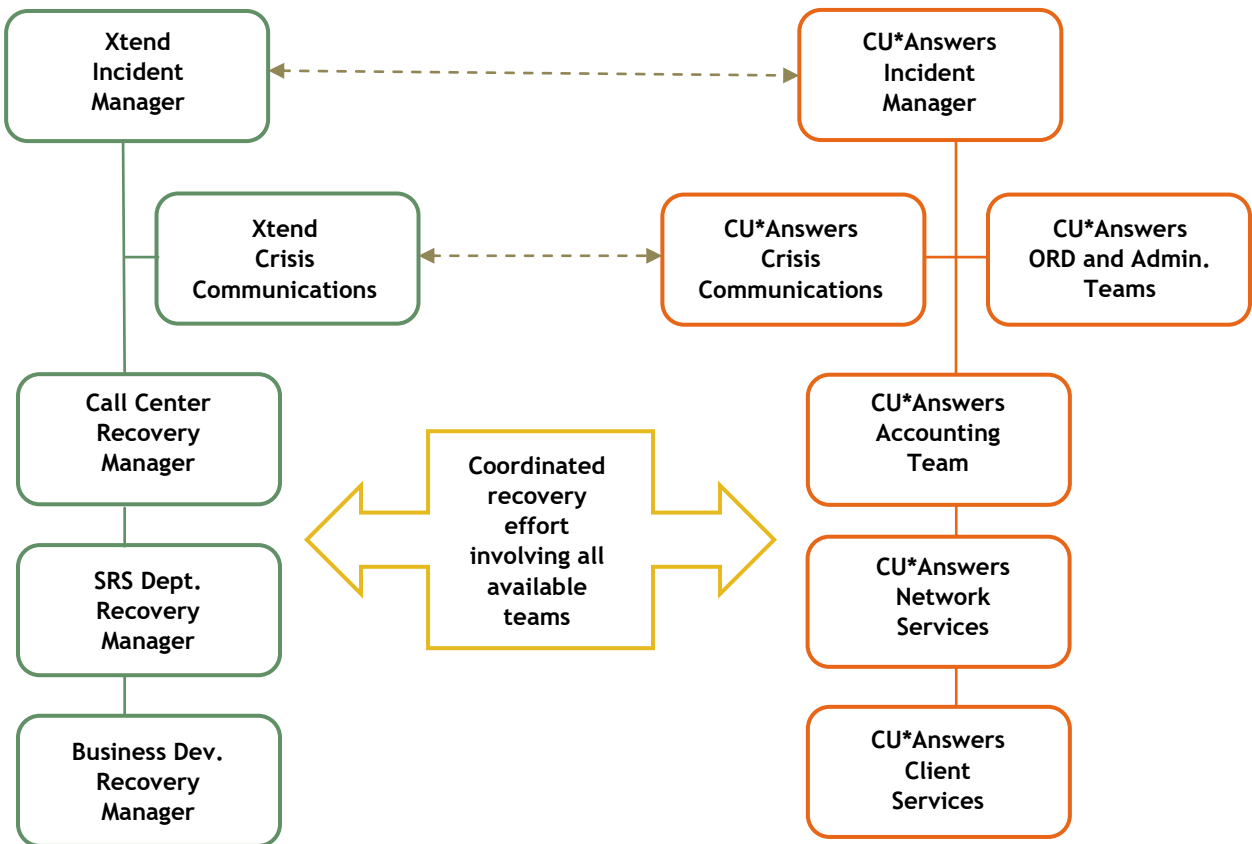 Xtend
Incident
Manager
CU*Answers
Incident
Manager
Xtend
Crisis
Communications
CU*Answers
Crisis
Communications
CU*Answers
ORD and Admin.
Teams
Call Center
Recovery
Manager
Coordinated
recovery
effort
involving all
available
teams
CU*Answers
Accounting
Team
SRS Dept.
Recovery
Manager
CU*Answers
Network
Services
Business Dev.
Recovery
Manager
CU*Answers
Client
Services